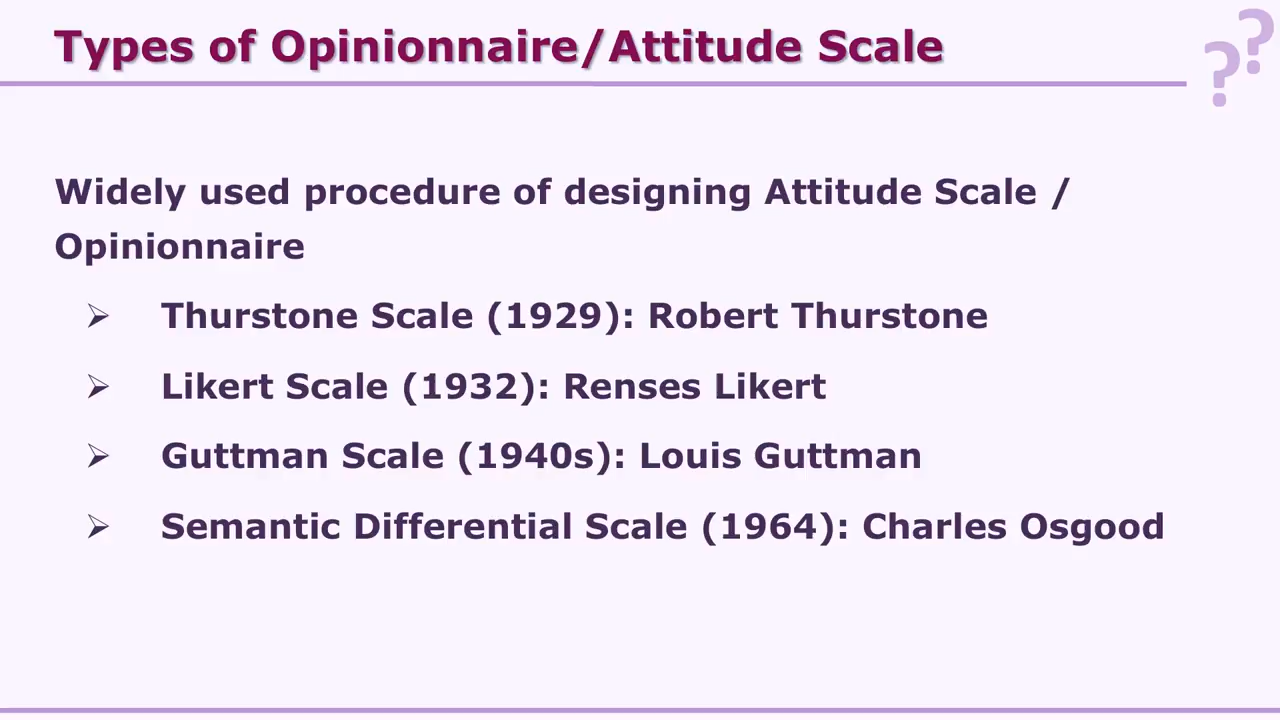 Types of Opinionnaire/Attitude Scale
??
Widely used procedure of designing Attitude Scale /
Opinionnaire
➢ Thurstone Scale (1929): Robert Thurstone
➢ Likert Scale (1932): Renses Likert
➢ Guttman Scale (1940s): Louis Guttman
➢ Semantic Differential Scale (1964): Charles Osgood